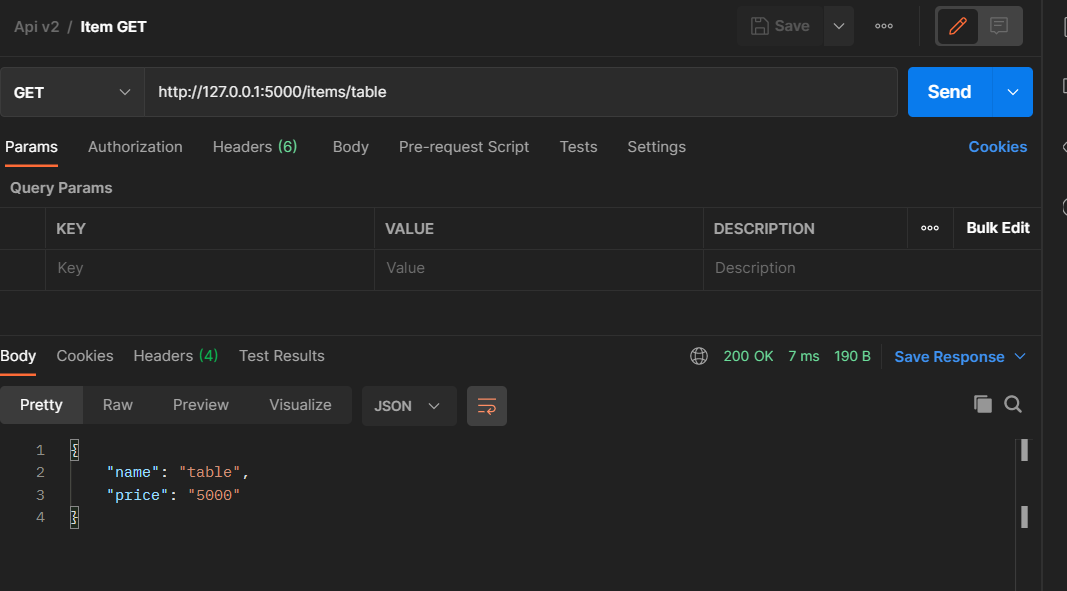 Api v2 / Item GET
Save
GET
http://127.0.0.1:5000/items/table
Send
Params Authorization Headers (6) Body Pre-request Script Tests Settings Cookies
Query Params
KEY VALUE DESCRIPTION Bulk Edit
Key Value Description
Body Cookies Headers (4) Test Results 200 OK 7 ms 190 B Save Response
Pretty Raw Preview Visualize JSON
1 {
2 "name": "table",
3 "price": "5000"
4 }